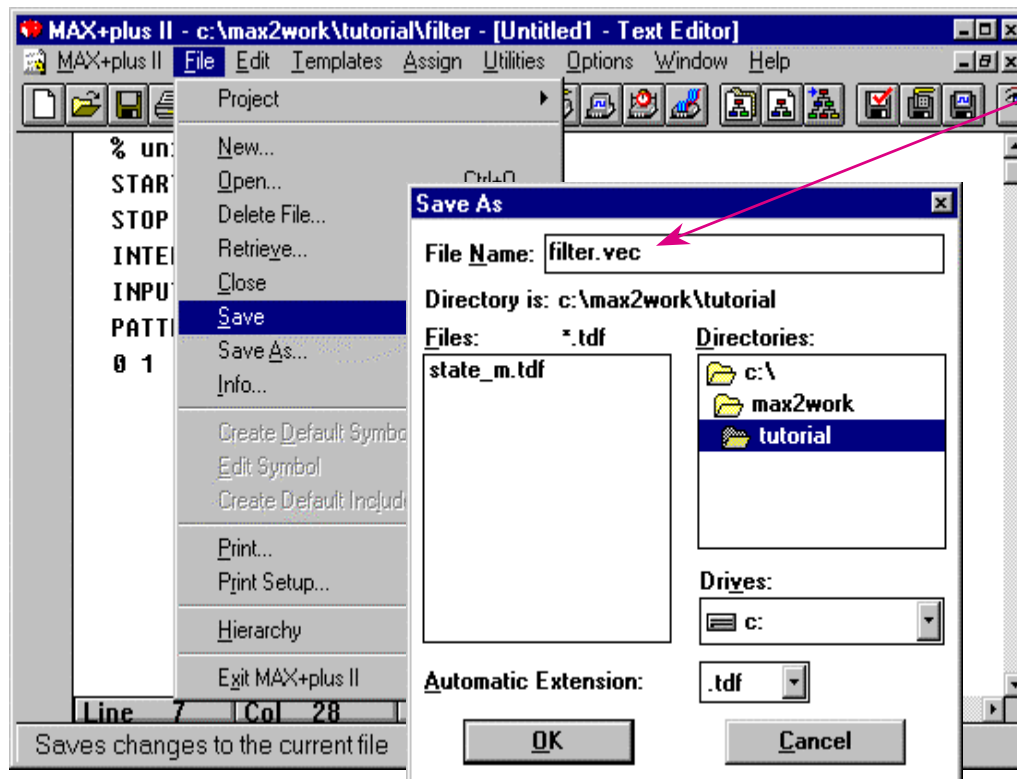 MAX+plus II - c:\max2work\tutorial\filter - [Untitled1 - Text Editor]
MAX+plus II File Edit Templates Assign Utilities Options Window Help
% un
START
STOP
INTE
INPU
PATT
0 1
Project
New...
Open... Ctrl+O
Delete File...
Retrieve...
Close
Save
Save As...
Info...
Create Default Symbo
Edit Symbol
Create Default Includ
Print...
Print Setup...
Hierarchy
Exit MAX+plus II
Save As
File Name: filter.vec
Directory is: c:\max2work\tutorial
Files: *.tdf
state_m.tdf
Directories:
c:\
max2work
tutorial
Drives:
c:
Automatic Extension: .tdf
OK Cancel
Line 7 Col 28
Saves changes to the current file